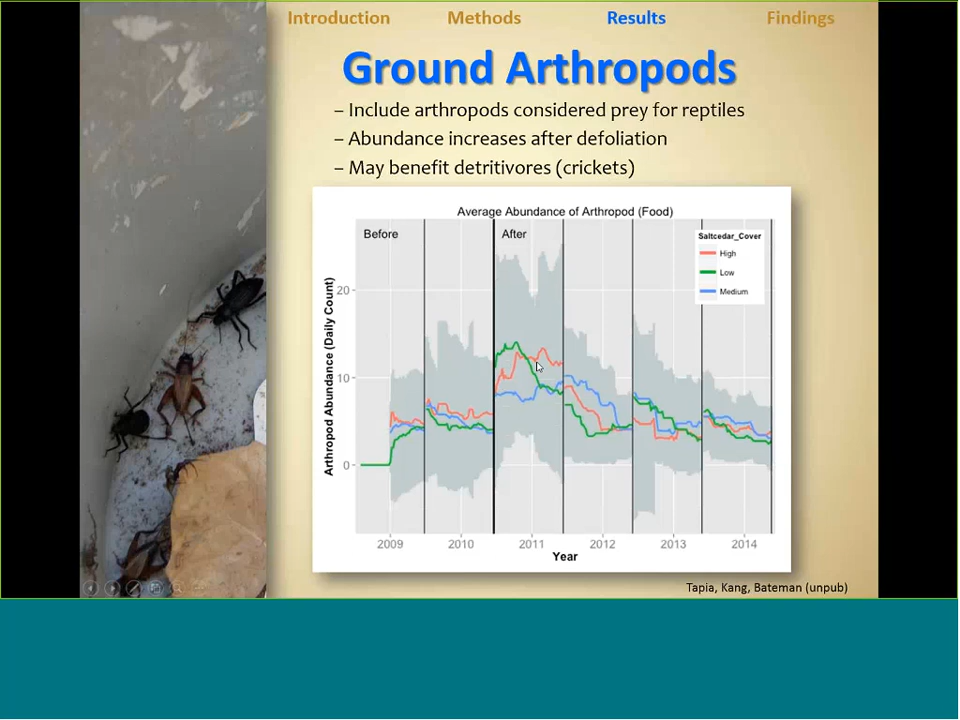 Introduction Methods Results Findings
Ground Arthropods
– Include arthropods considered prey for reptiles
– Abundance increases after defoliation
– May benefit detritivores (crickets)
Average Abundance of Arthropod (Food)
Before After
Saltcedar_Cover
High
Low
Medium
Arthropod Abundance (Daily Count)
20
10
0
2009 2010 2011 2012 2013 2014
Year
Tapia, Kang, Bateman (unpub)